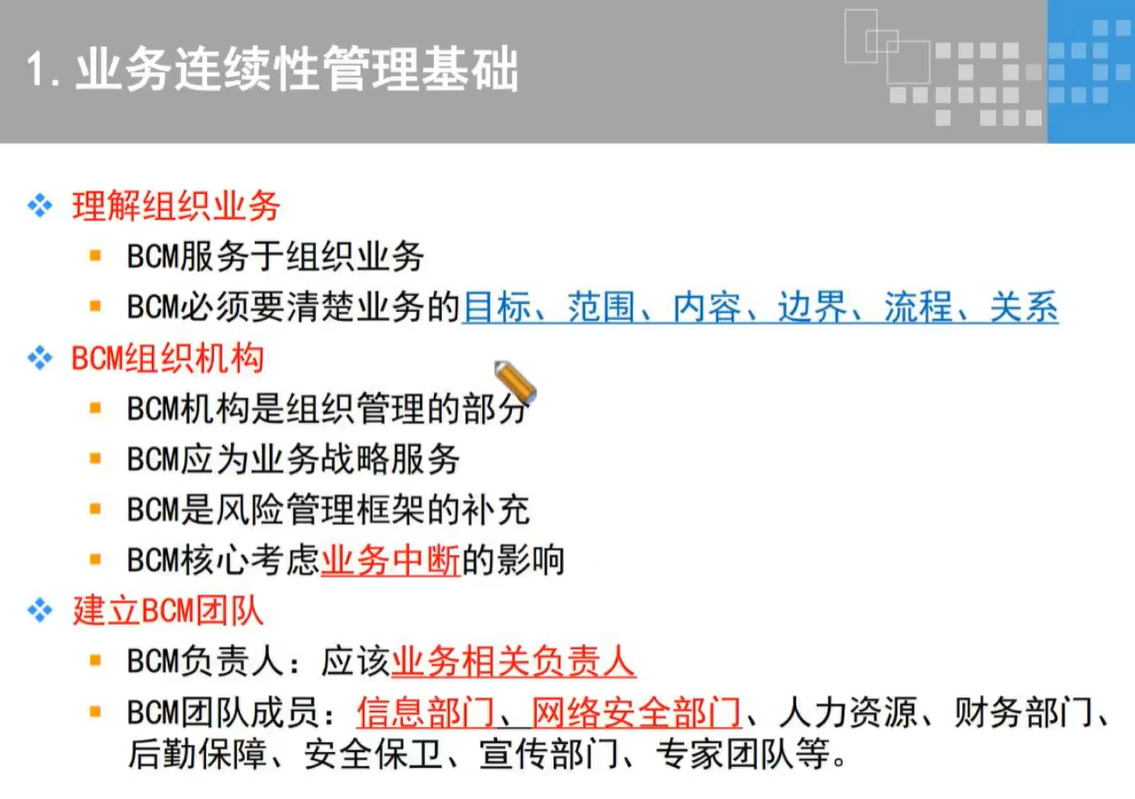 1.业务连续性管理基础
理解组织业务
BCM服务于组织业务
BCM必须要清楚业务的目标、范围、内容、边界、流程、关系
BCM组织机构
BCM机构是组织管理的部分
BCM应为业务战略服务
BCM是风险管理框架的补充
BCM核心考虑业务中断的影响
建立BCM团队
BCM负责人：应该业务相关负责人
BCM团队成员：信息部门、网络安全部门、人力资源、财务部门、
后勤保障、安全保卫、宣传部门、专家团队等。